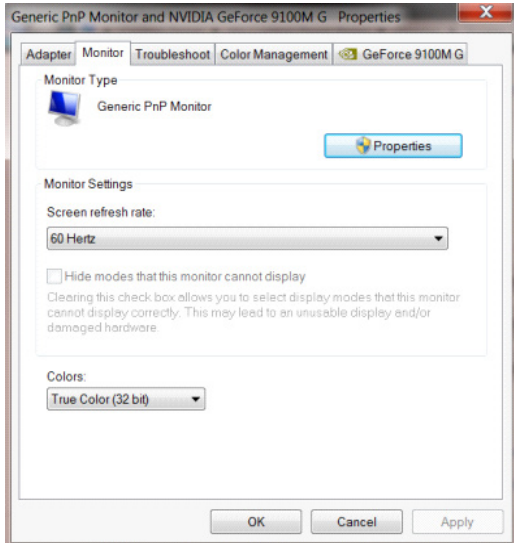 Generic PnP Monitor and NVIDIA GeForce 9100M G Properties
Adapter Monitor Troubleshoot Color Management GeForce 9100M G
Monitor Type
Generic PnP Monitor
Properties
Monitor Settings
Screen refresh rate:
60 Hertz
Hide modes that this monitor cannot display
Clearing this check box allows you to select display modes that this monitor
cannot display correctly. This may lead to an unusable display and/or
damaged hardware.
Colors:
True Color (32 bit)
OK Cancel Apply